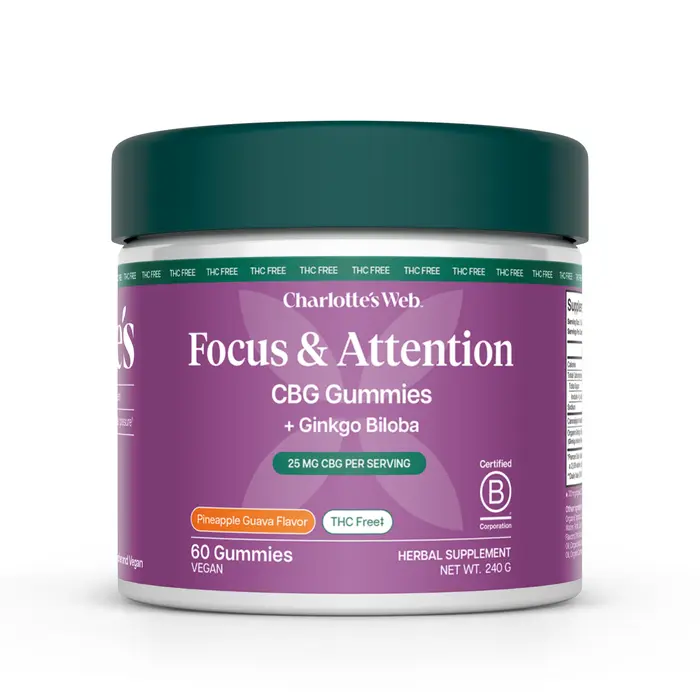 THC FREE THC FREE THC FREE THC FREE THC FREE THC FREE THC FREE THC FREE THC FREE THC FREE THC FREE
Charlotte's Web.
Focus & Attention
CBG Gummies
+ Ginkgo Biloba
25 MG CBG PER SERVING
Certified
B
Corporation
Pineapple Guava Flavor
THC Free‡
60 Gummies
VEGAN
HERBAL SUPPLEMENT
NET WT. 240 G
and Vegan